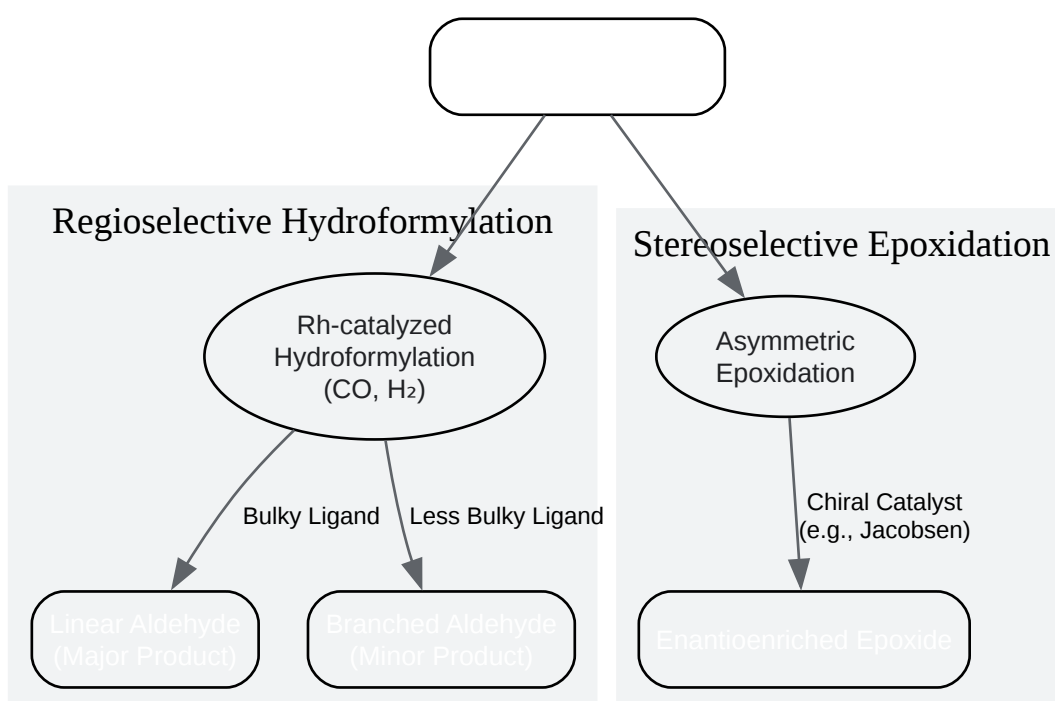 Regioselective Hydroformylation
Stereoselective Epoxidation
Rh-catalyzed
Hydroformylation
(CO, H₂)
Asymmetric
Epoxidation
Bulky Ligand
Less Bulky Ligand
Chiral Catalyst
(e.g., Jacobsen)
Linear Aldehyde
(Major Product)
Branched Aldehyde
(Minor Product)
Enantioenriched Epoxide